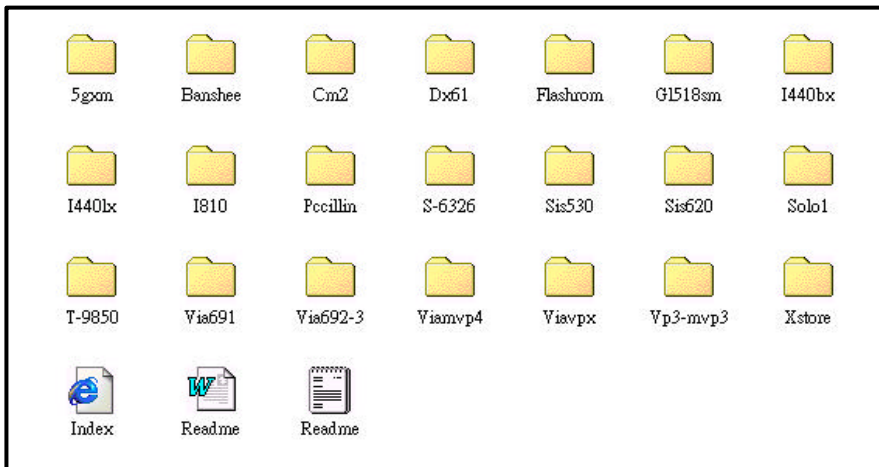 5gxm Banshee Cm2 Dx61 Flashrom Gl518sm I440bx
I440lx I810 Pccillin S-6326 Sis530 Sis620 Solo1
T-9850 Via691 Via692-3 Viamvp4 Viavpx Vp3-mvp3 Xstore
Index Readme Readme